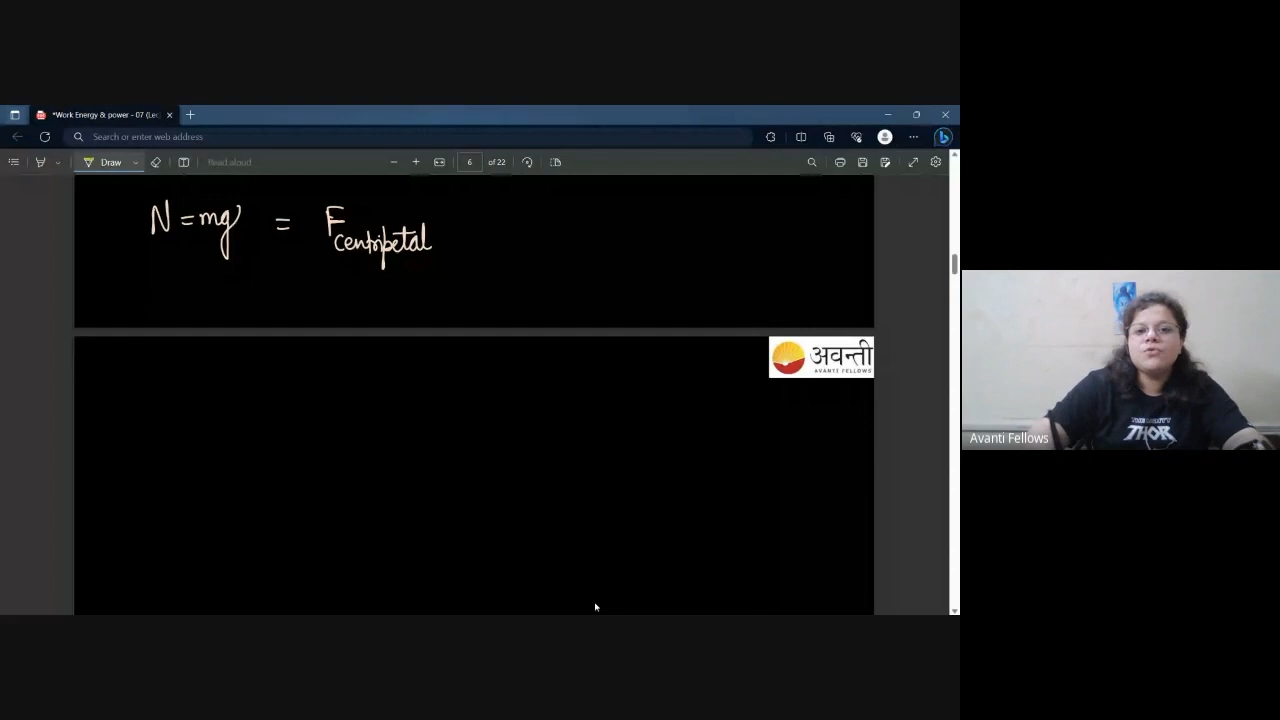 *Work Energy & power - 07 (Lec
Search or enter web address
Draw
Read aloud
6 of 22
N = mg = F centripetal
अवन्ती
AVANTI FELLOWS
THOR
Avanti Fellows